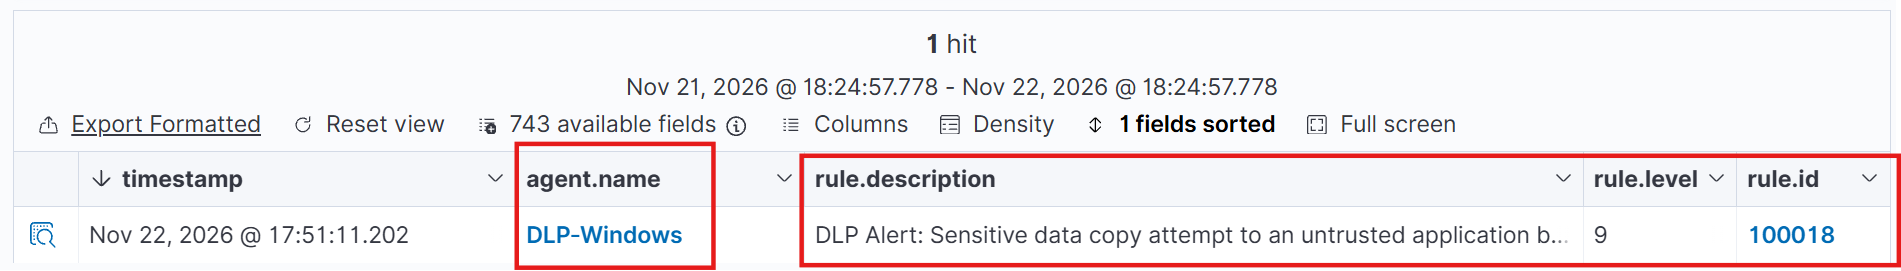 1 hit
Nov 21, 2026 @ 18:24:57.778 - Nov 22, 2026 @ 18:24:57.778
Export Formatted Reset view 743 available fields Columns Density 1 fields sorted Full screen
timestamp agent.name rule.description rule.level rule.id
Nov 22, 2026 @ 17:51:11.202 DLP-Windows DLP Alert: Sensitive data copy attempt to an untrusted application b... 9 100018